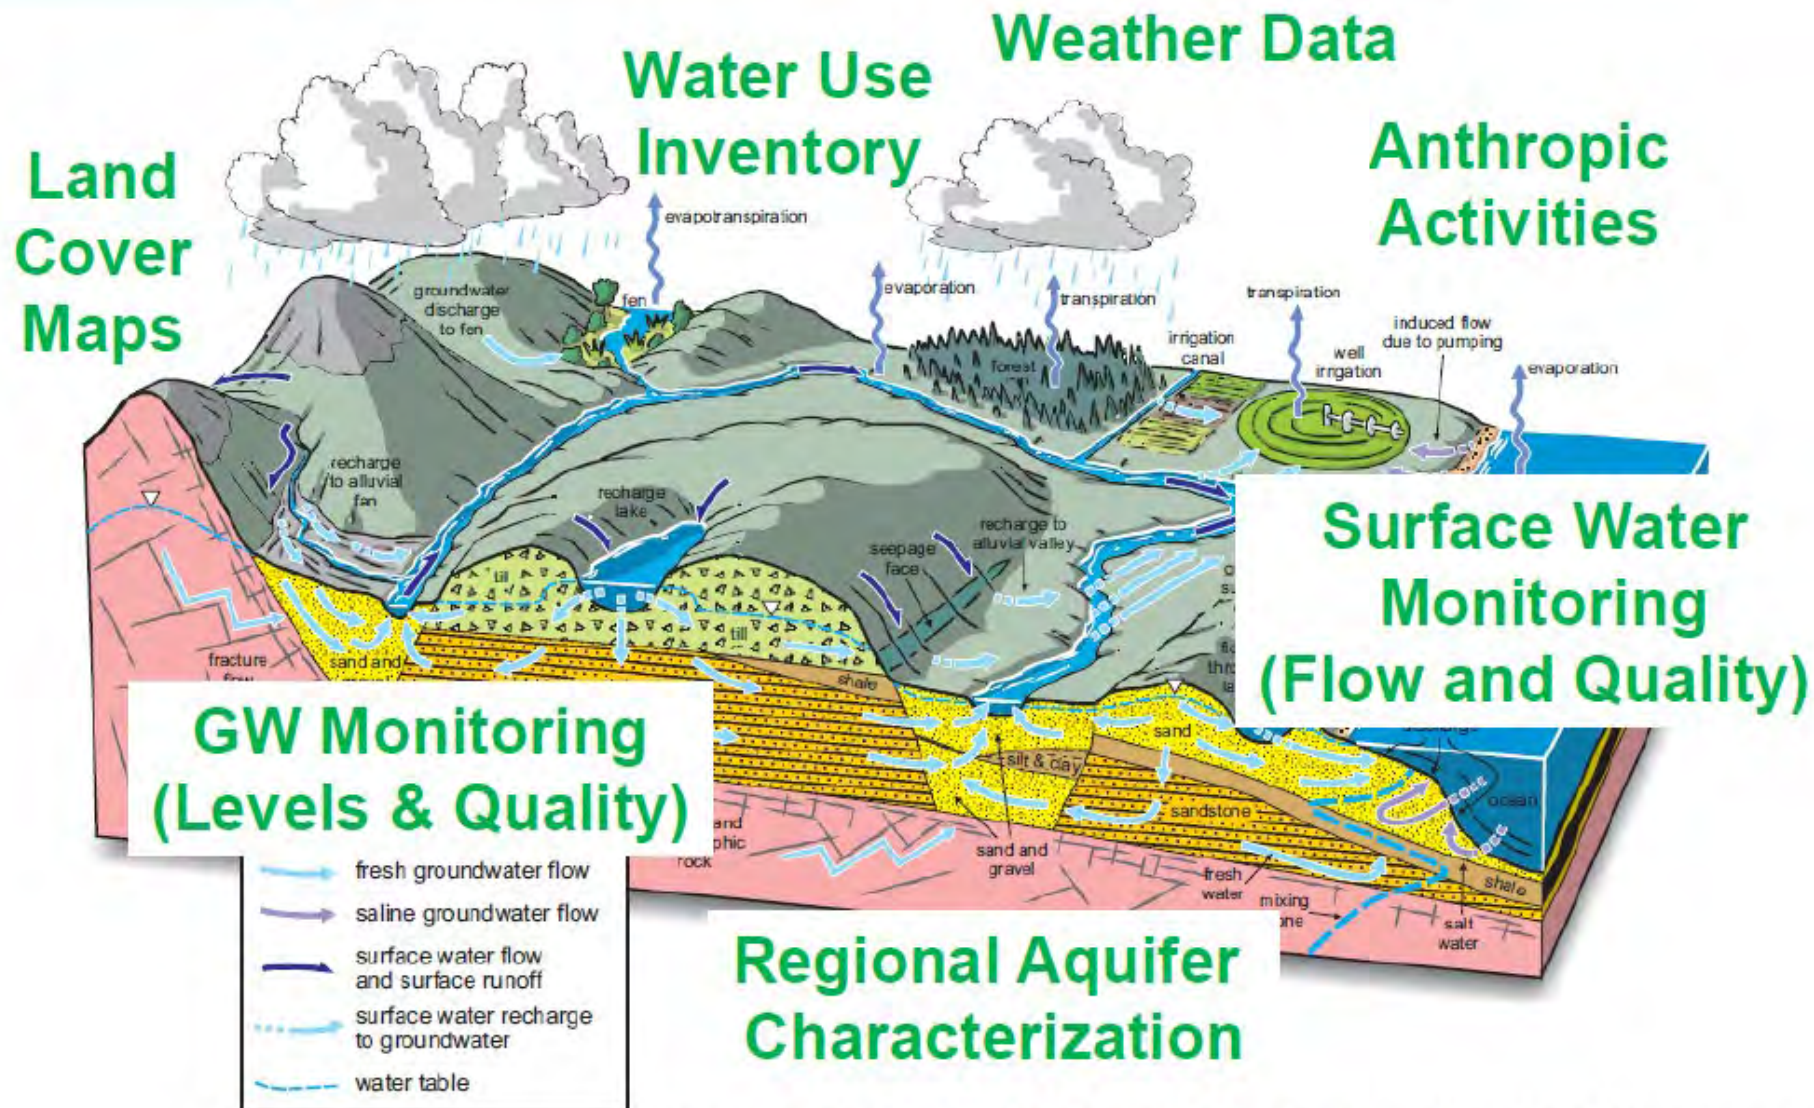 Weather Data
Water Use
Inventory
Anthropic
Activities
Land
Cover
Maps
evapotranspiration
evaporation
transpiration
transpiration
groundwater
discharge
to fen
fen
irrigation
canal
forest
well
irrigation
induced flow
due to pumping
evaporation
recharge
to alluvial
fan
recharge
lake
recharge to
alluvial valley
seepage
face
till
till
shale
fracture
sand and
Surface Water
Monitoring
(Flow and Quality)
GW Monitoring
(Levels & Quality)
sand
silt & clay
sandstone
ocean
rock
sand and
gravel
fresh
water
mixing
salt
water
shale
fresh groundwater flow
saline groundwater flow
surface water flow
and surface runoff
surface water recharge
to groundwater
water table
Regional Aquifer
Characterization